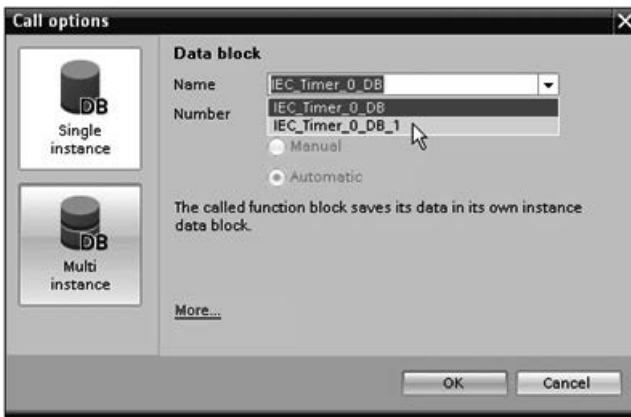 Call options
DB
Single
instance
DB
Multi
instance
Data block
Name
IEC_Timer_0_DB
IEC_Timer_0_DB
IEC_Timer_0_DB_1
Number
Manual
Automatic
The called function block saves its data in its own instance
data block.
More...
OK
Cancel